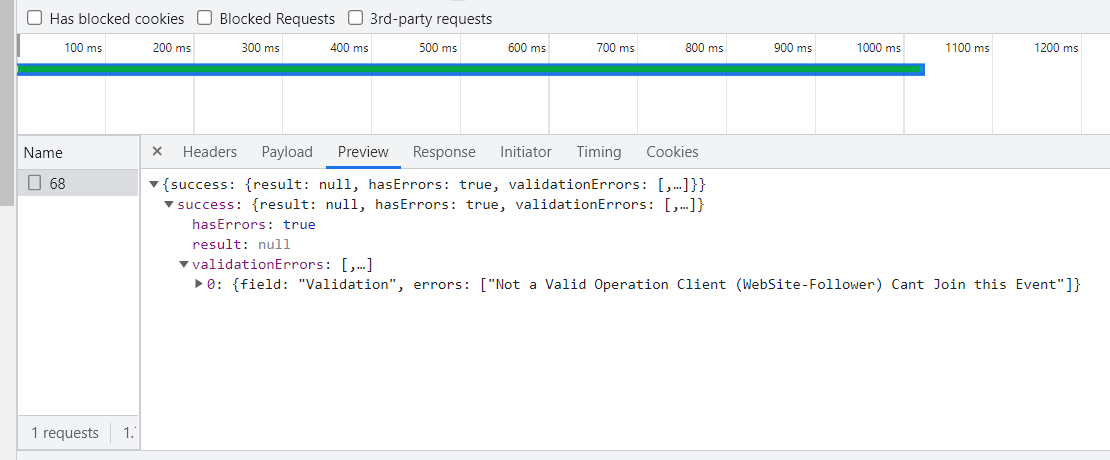 Has blocked cookies Blocked Requests 3rd-party requests
100 ms 200 ms 300 ms 400 ms 500 ms 600 ms 700 ms 800 ms 900 ms 1000 ms 1100 ms 1200 ms
Name × Headers Payload Preview Response Initiator Timing Cookies
68
▼{success: {result: null, hasErrors: true, validationErrors: [,…]}}
▼success: {result: null, hasErrors: true, validationErrors: [,…]}
hasErrors: true
result: null
▼validationErrors: [,…]
▶0: {field: "Validation", errors: ["Not a Valid Operation Client (WebSite-Follower) Cant Join this Event"]}
1 requests